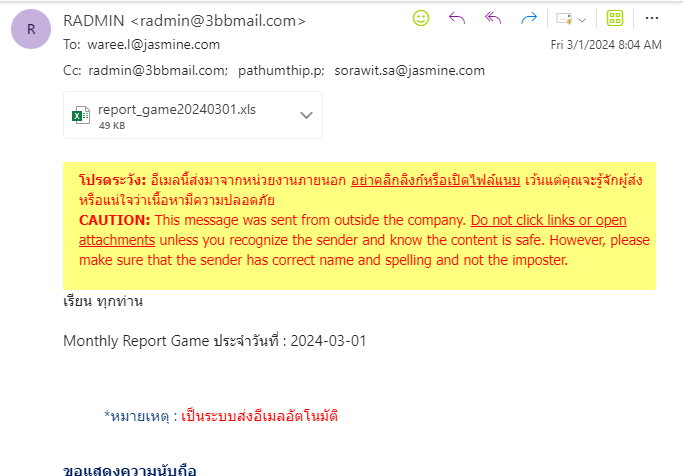 R
RADMIN <radmin@3bbmail.com>
To: waree.l@jasmine.com
Fri 3/1/2024 8:04 AM
Cc: radmin@3bbmail.com; pathumthip.p; sorawit.sa@jasmine.com
report_game20240301.xls
49 KB
โปรดระวัง: อีเมลนี้ส่งมาจากหน่วยงานภายนอก อย่าคลิกลิงก์หรือเปิดไฟล์แนบ เว้นแต่คุณจะรู้จักผู้ส่ง
หรือแน่ใจว่าเนื้อหามีความปลอดภัย
CAUTION: This message was sent from outside the company. Do not click links or open
attachments unless you recognize the sender and know the content is safe. However, please
make sure that the sender has correct name and spelling and not the imposter.
เรียน ทุกท่าน
Monthly Report Game ประจำวันที่ : 2024-03-01
*หมายเหตุ : เป็นระบบส่งอีเมลอัตโนมัติ
ขอแสดงความนับถือ